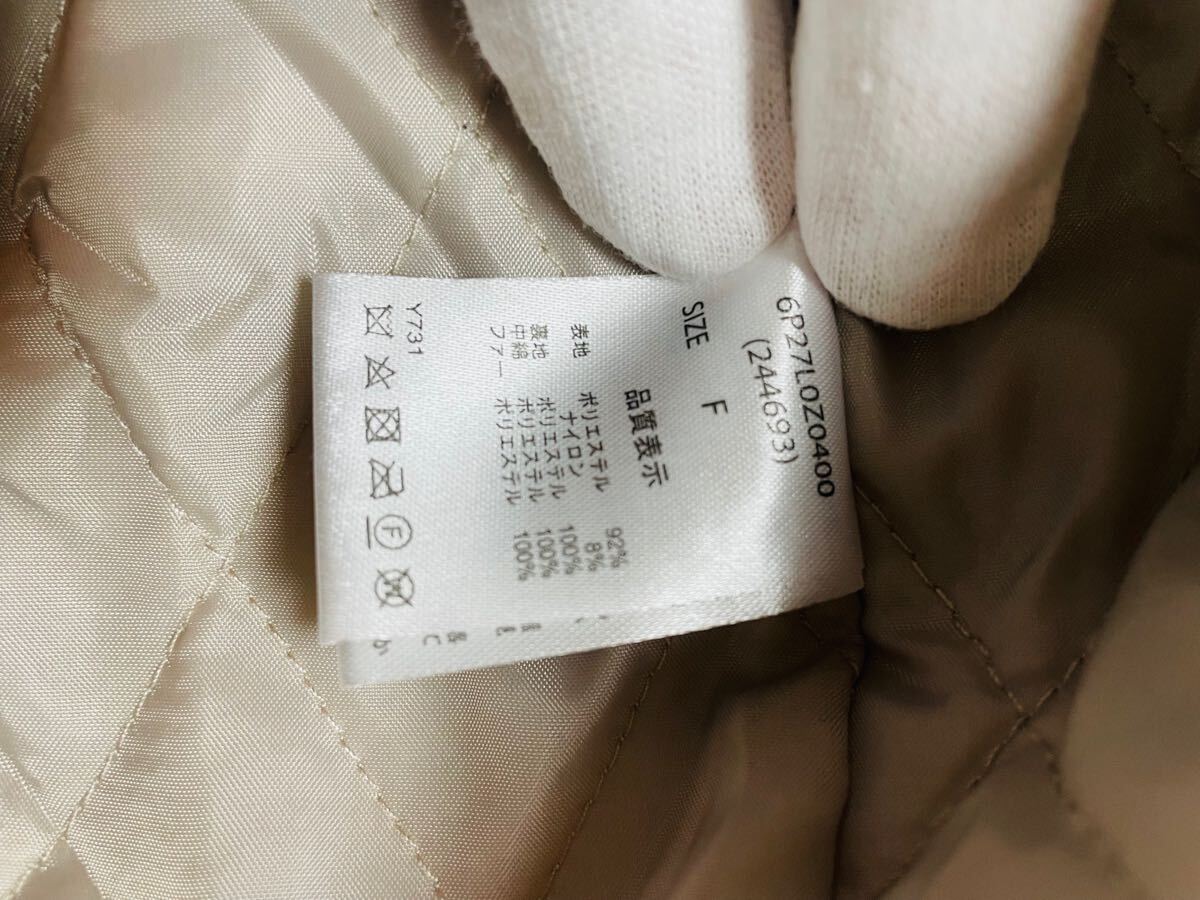 6P27L0Z0400
(244693)
SIZE F
品質表示
表地 ポリエステル 92%
ナイロン 8%
裏地 ポリエステル 100%
中綿 ポリエステル 100%
ファー ポリエステル 100%
Y731
F
W